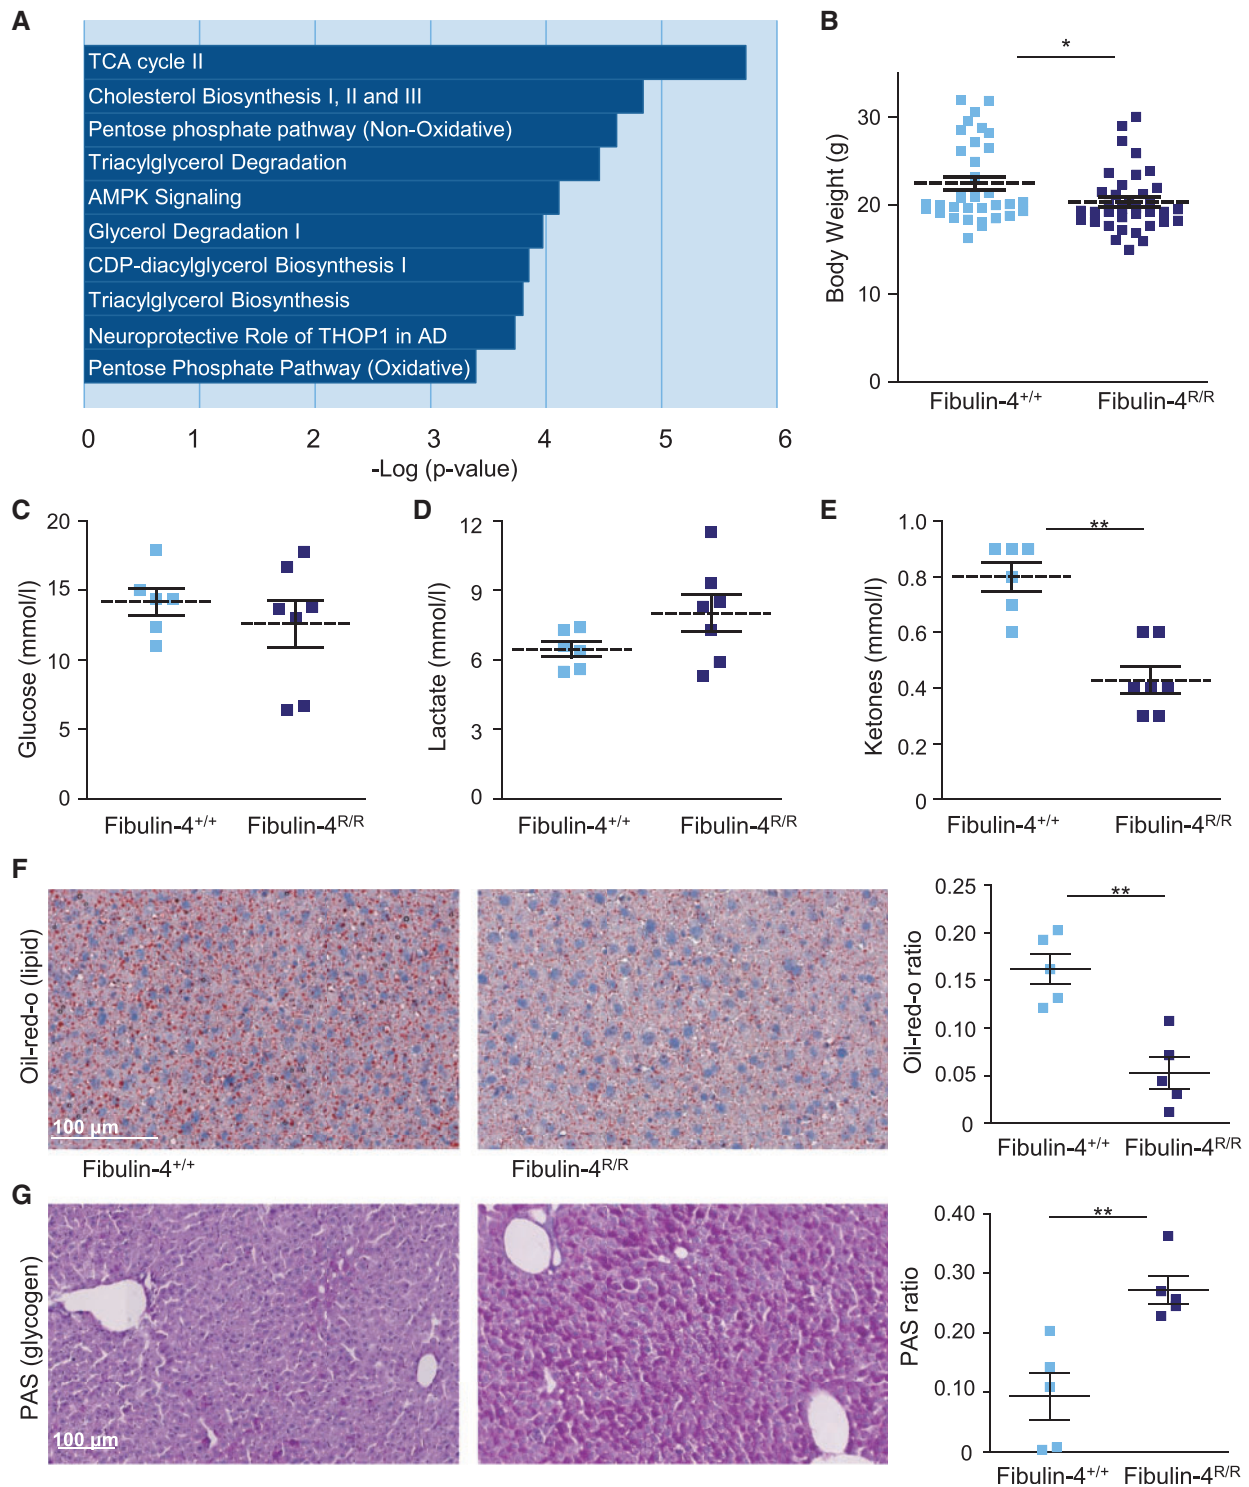 A
TCA cycle II
Cholesterol Biosynthesis I, II and III
Pentose phosphate pathway (Non-Oxidative)
Triacylglycerol Degradation
AMPK Signaling
Glycerol Degradation I
CDP-diacylglycerol Biosynthesis I
Triacylglycerol Biosynthesis
Neuroprotective Role of THOP1 in AD
Pentose Phosphate Pathway (Oxidative)
0 1 2 3 4 5 6
-Log (p-value)
B
*
Body Weight (g)
30
20
10
0
Fibulin-4+/+ Fibulin-4R/R
C
Glucose (mmol/l)
20
15
10
5
0
Fibulin-4+/+ Fibulin-4R/R
D
Lactate (mmol/l)
12
9
6
3
0
Fibulin-4+/+ Fibulin-4R/R
E
**
Ketones (mmol/l)
1.0
0.8
0.6
0.4
0.2
0
Fibulin-4+/+ Fibulin-4R/R
F
Oil-red-o (lipid)
100 µm
Fibulin-4+/+ Fibulin-4R/R
**
Oil-red-o ratio
0.25
0.20
0.15
0.10
0.05
0
Fibulin-4+/+ Fibulin-4R/R
G
PAS (glycogen)
100 µm
**
PAS ratio
0.40
0.30
0.20
0.10
0
Fibulin-4+/+ Fibulin-4R/R